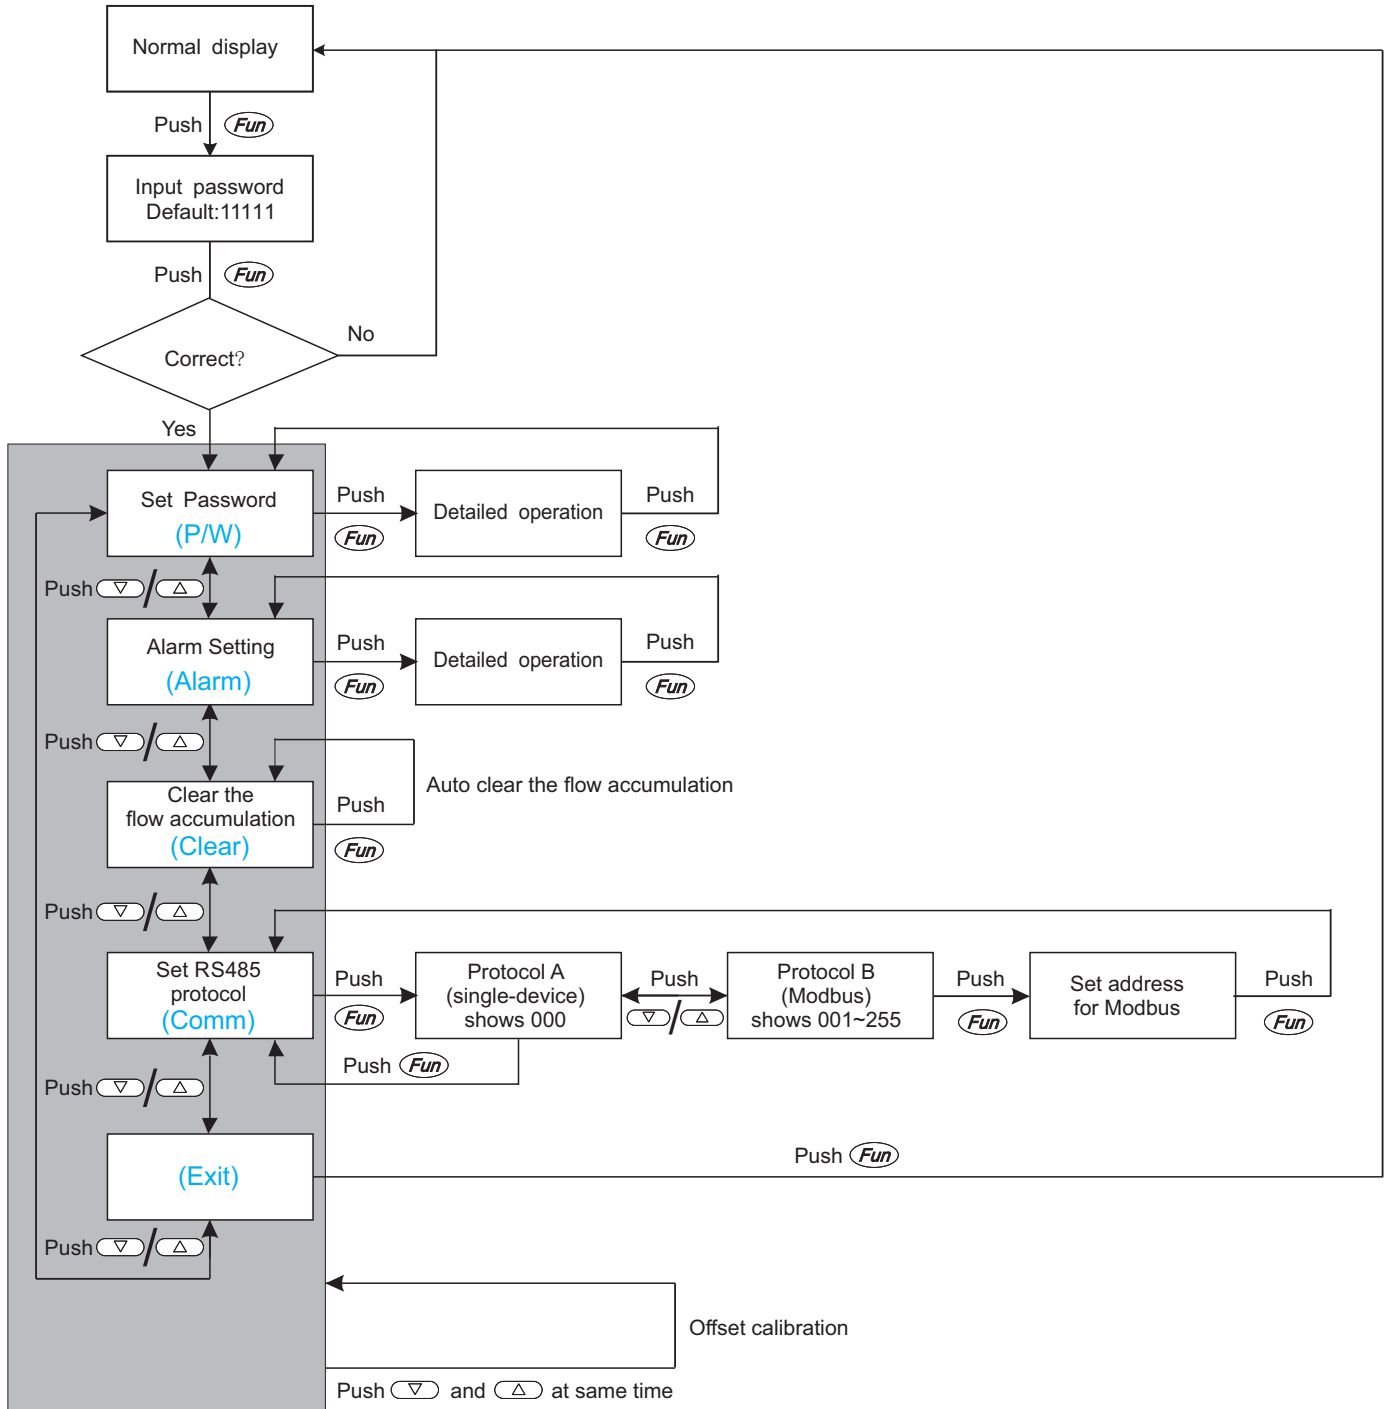 Normal display
Push Fun
Input password
Default:11111
Push Fun
No
Correct?
Yes
Set Password
(P/W)
Push
Fun
Detailed operation
Push
Fun
Push ▽/△
Alarm Setting
(Alarm)
Push
Fun
Detailed operation
Push
Fun
Push ▽/△
Clear the
flow accumulation
(Clear)
Push
Fun
Auto clear the flow accumulation
Push ▽/△
Set RS485
protocol
(Comm)
Push
Fun
Protocol A
(single-device)
shows 000
Push
▽/△
Protocol B
(Modbus)
shows 001~255
Push
Fun
Set address
for Modbus
Push
Fun
Push Fun
Push ▽/△
(Exit)
Push Fun
Push ▽/△
Offset calibration
Push ▽ and △ at same time